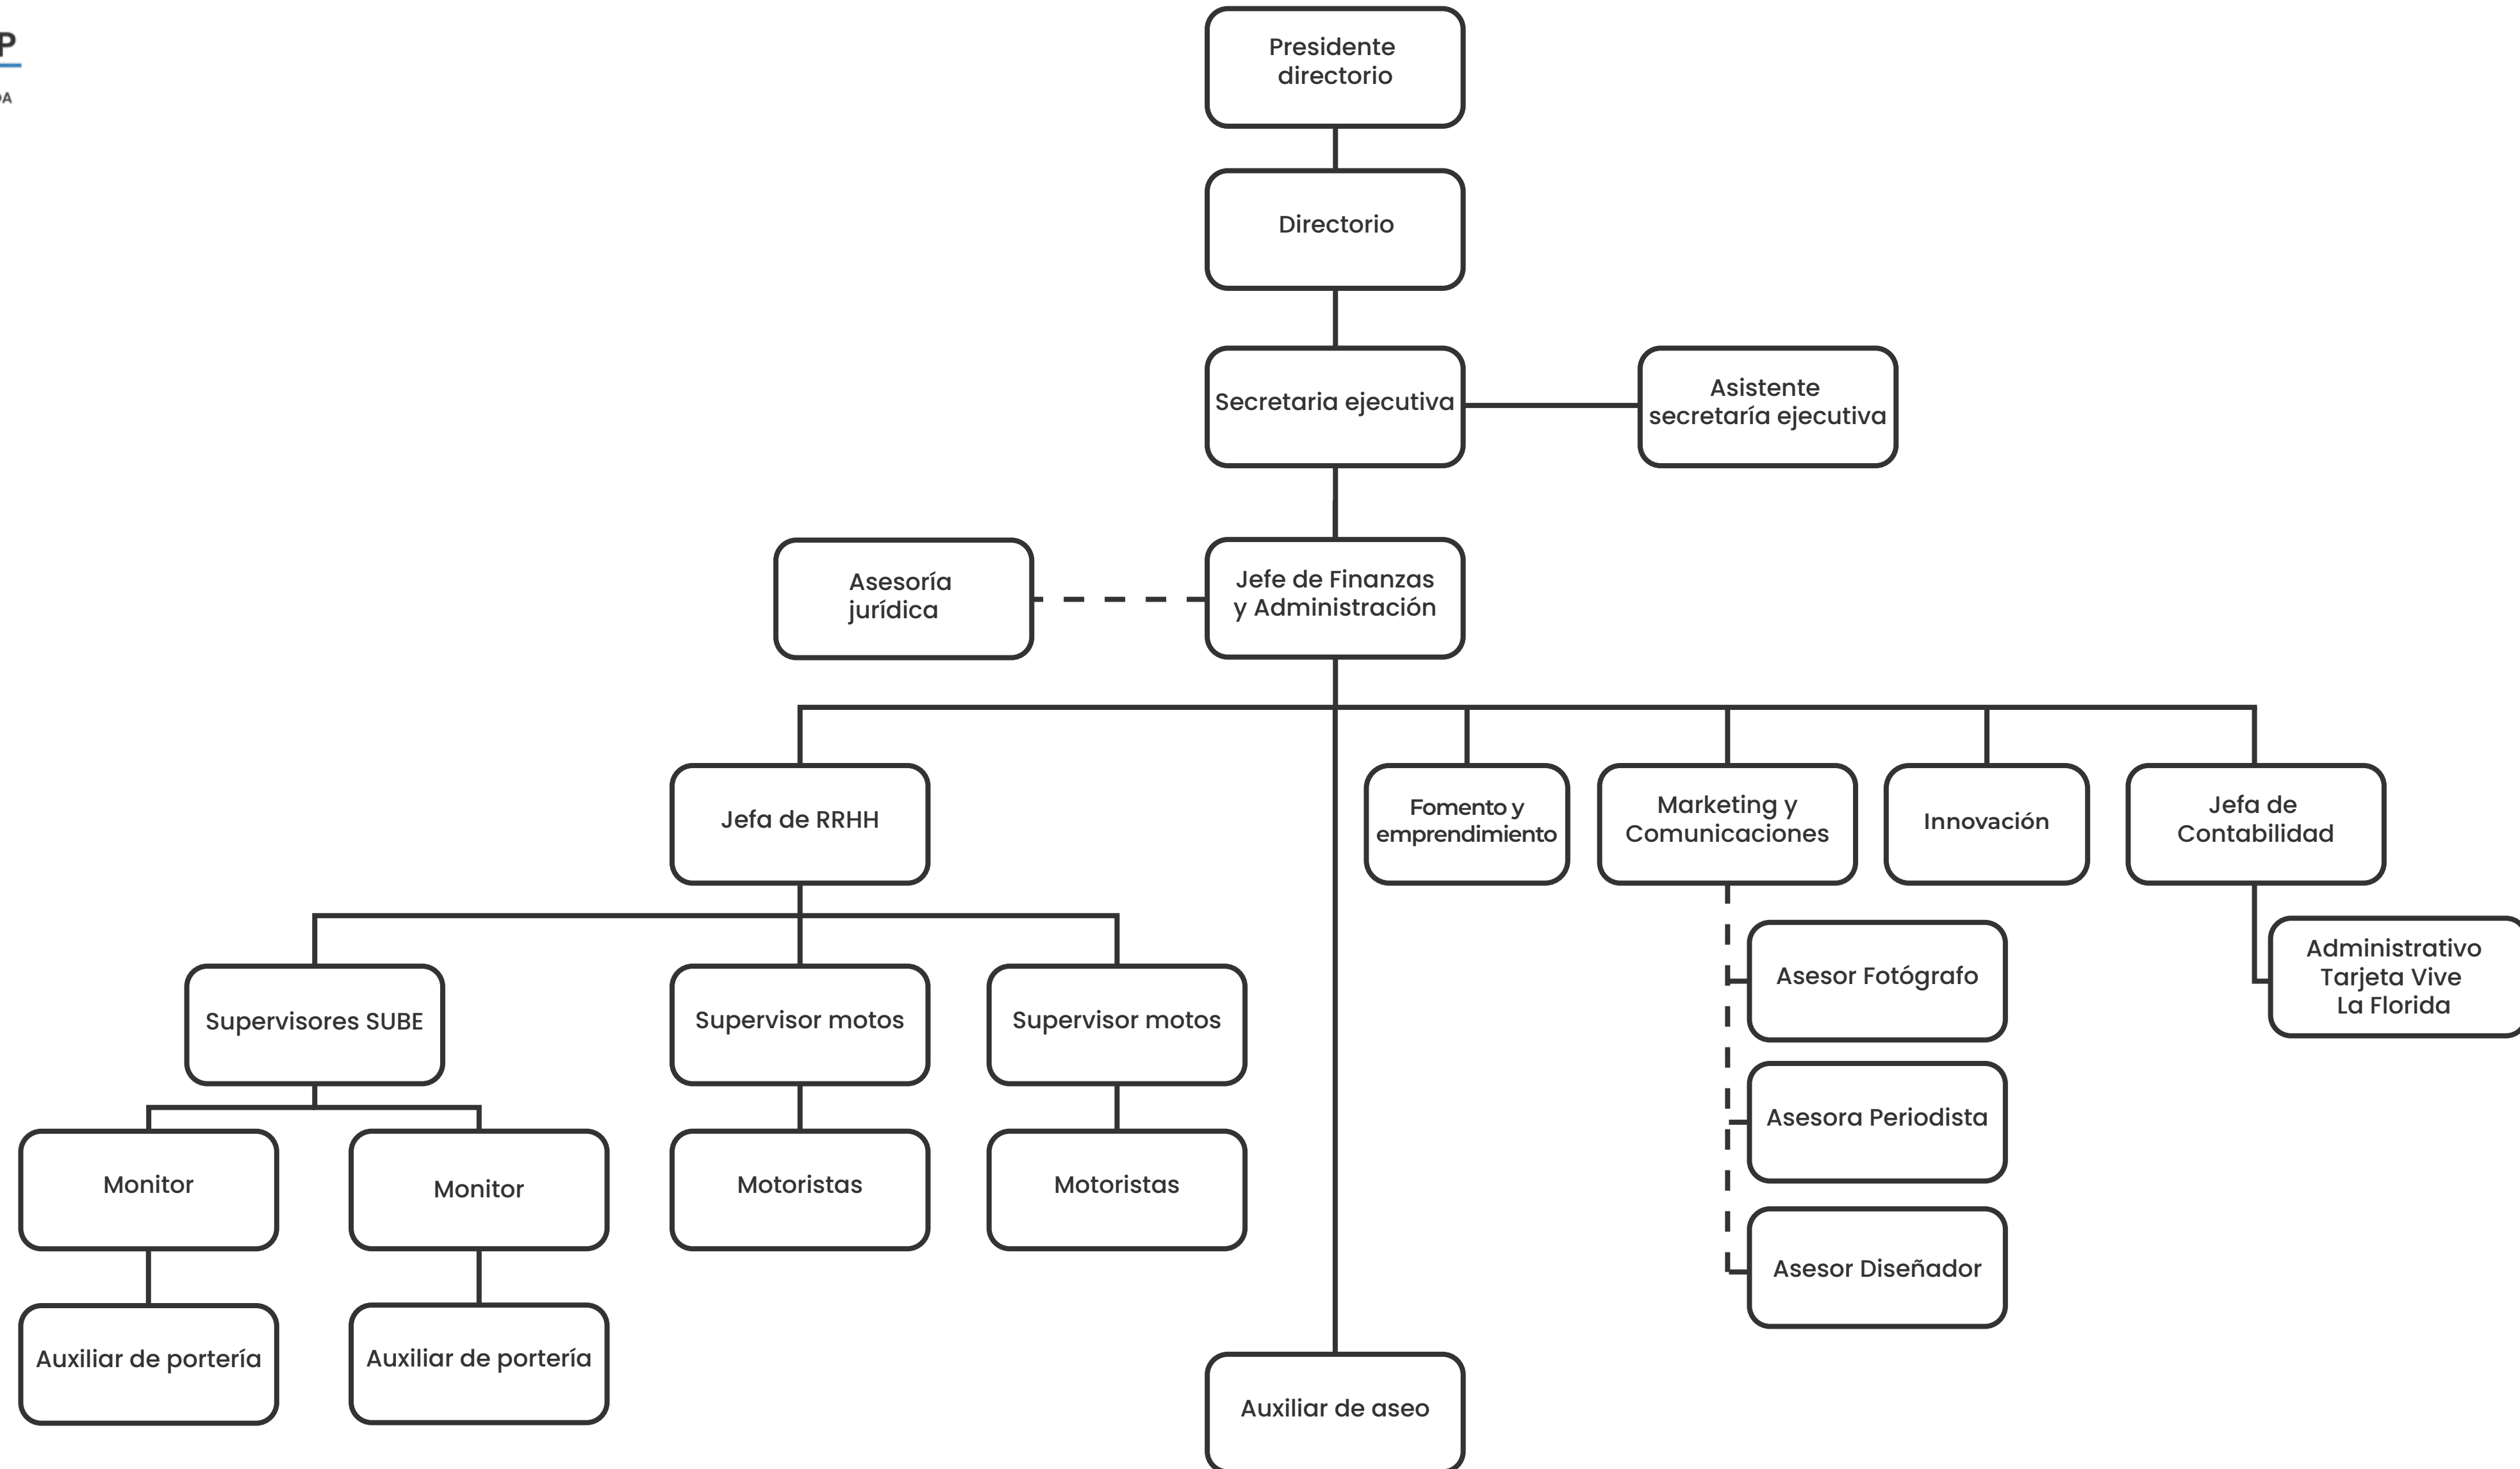 P
DA
Presidente
directorio
Directorio
Secretaria ejecutiva
Asistente
secretaría ejecutiva
Asesoría
jurídica
Jefe de Finanzas
y Administración
Jefa de RRHH
Fomento y
emprendimiento
Marketing y
Comunicaciones
Innovación
Jefa de
Contabilidad
Supervisores SUBE
Supervisor motos
Supervisor motos
Asesor Fotógrafo
Administrativo
Tarjeta Vive
La Florida
Asesora Periodista
Monitor
Monitor
Motoristas
Motoristas
Asesor Diseñador
Auxiliar de portería
Auxiliar de portería
Auxiliar de aseo